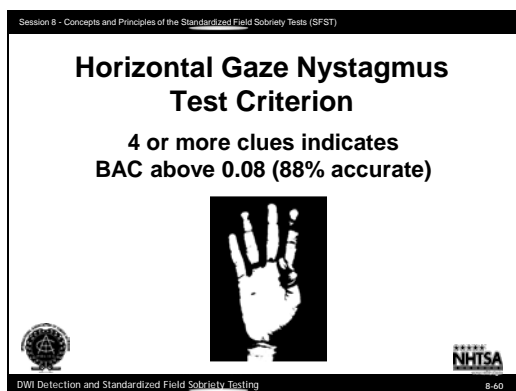 Session 8 - Concepts and Principles of the Standardized Field Sobriety Tests (SFST)
Horizontal Gaze Nystagmus
Test Criterion
4 or more clues indicates
BAC above 0.08 (88% accurate)
NHTSA
DWI Detection and Standardized Field Sobriety Testing
8-60